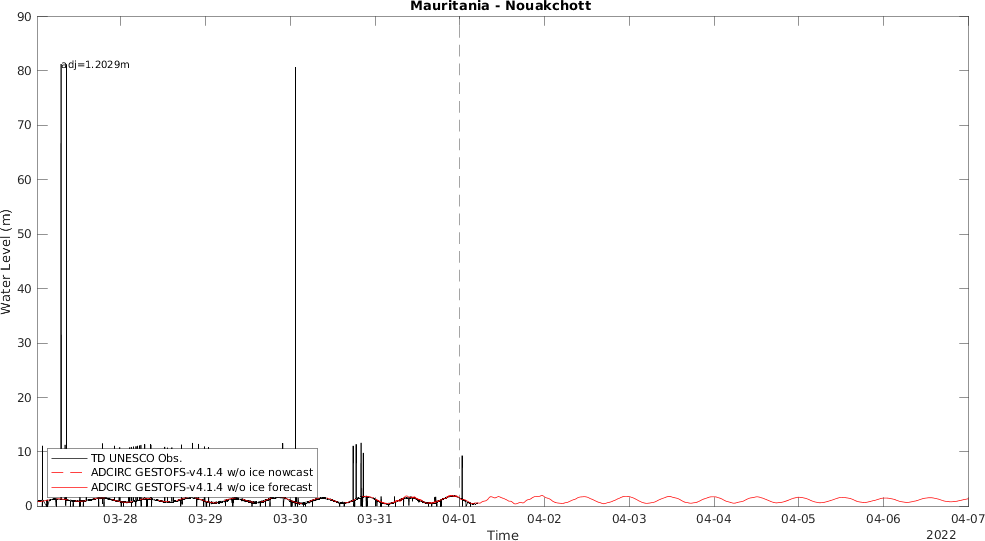 Mauritania - Nouakchott
Water Level (m)
90
80
70
60
50
40
30
20
10
0
adj=1.2029m
TD UNESCO Obs.
ADCIRC GESTOFS-v4.1.4 w/o ice nowcast
ADCIRC GESTOFS-v4.1.4 w/o ice forecast
03-28 03-29 03-30 03-31 04-01 04-02 04-03 04-04 04-05 04-06 04-07
Time
2022